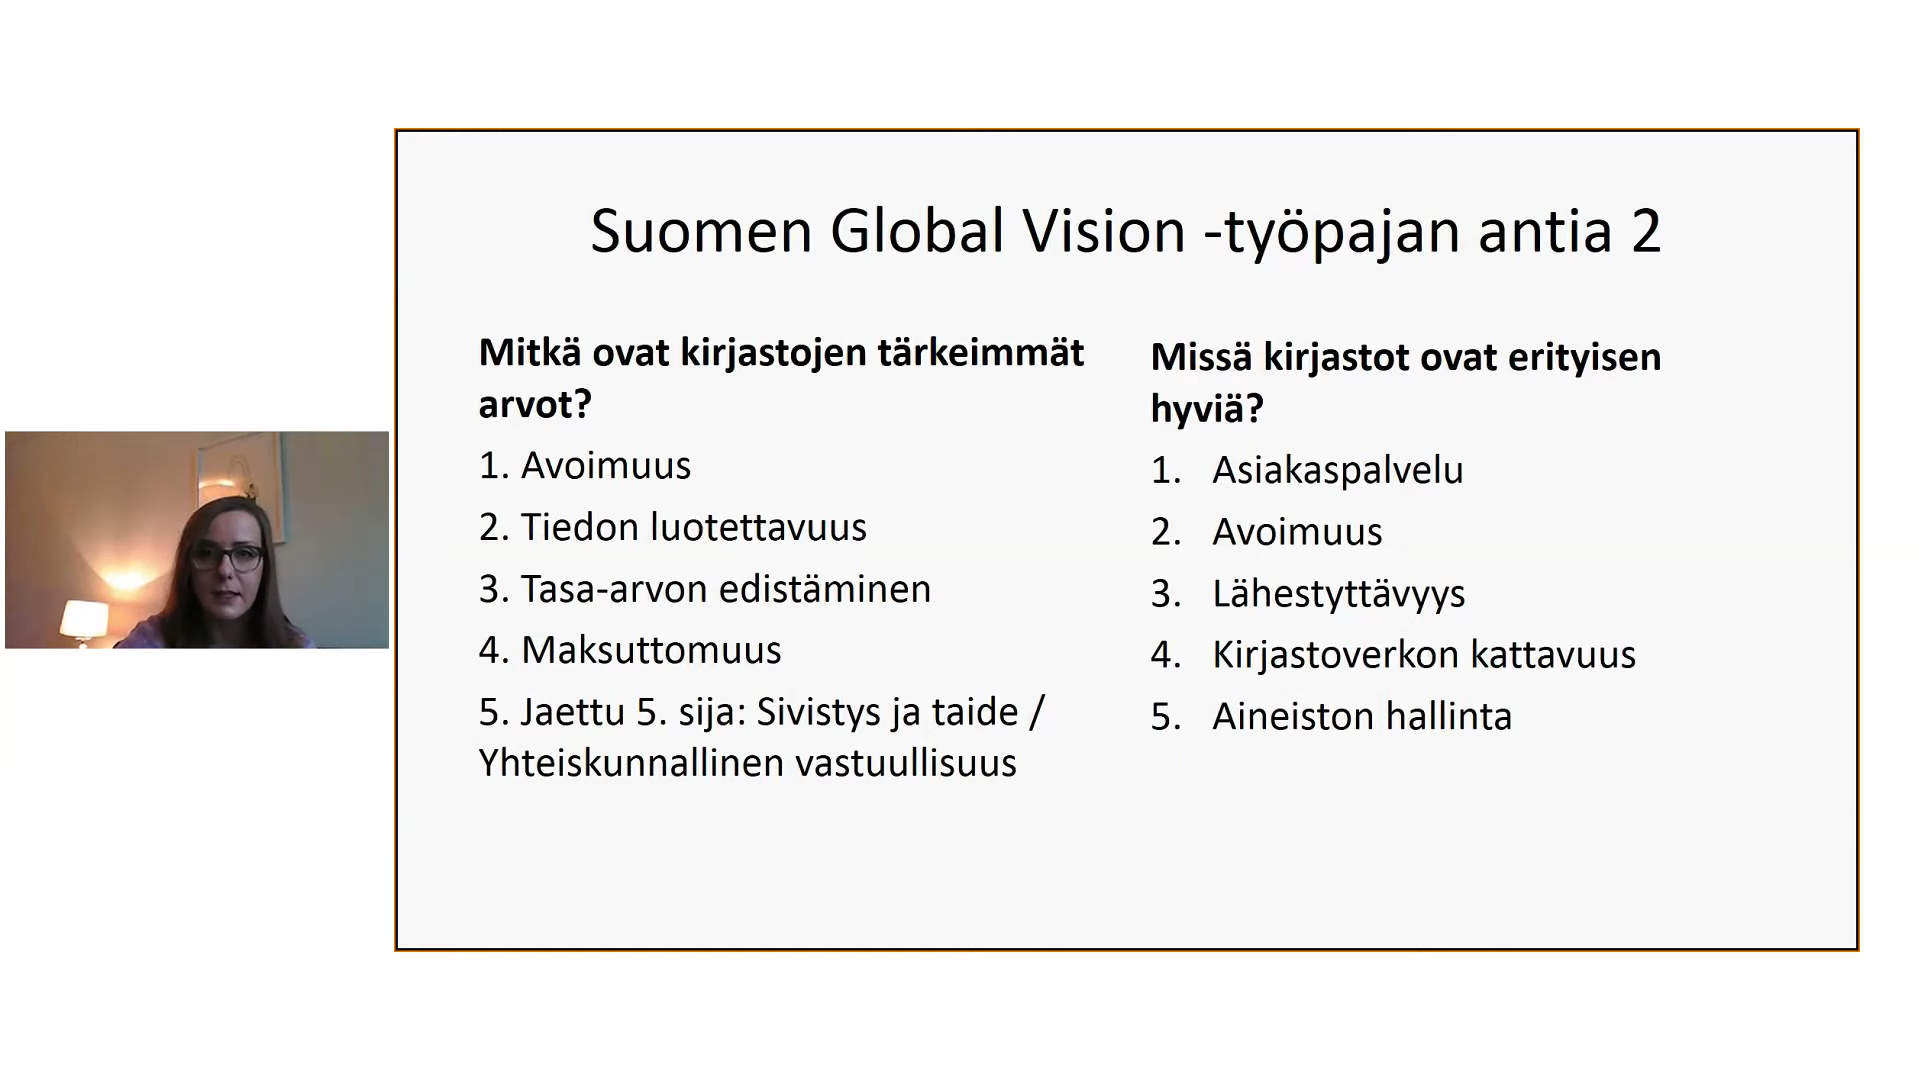 Suomen Global Vision -työpajan antia 2
Mitkä ovat kirjastojen tärkeimmät
arvot?
1. Avoimuus
2. Tiedon luotettavuus
3. Tasa-arvon edistäminen
4. Maksuttomuus
5. Jaettu 5. sija: Sivistys ja taide /
Yhteiskunnallinen vastuullisuus
Missä kirjastot ovat erityisen
hyviä?
1. Asiakaspalvelu
2. Avoimuus
3. Lähestyttävyys
4. Kirjastoverkon kattavuus
5. Aineiston hallinta